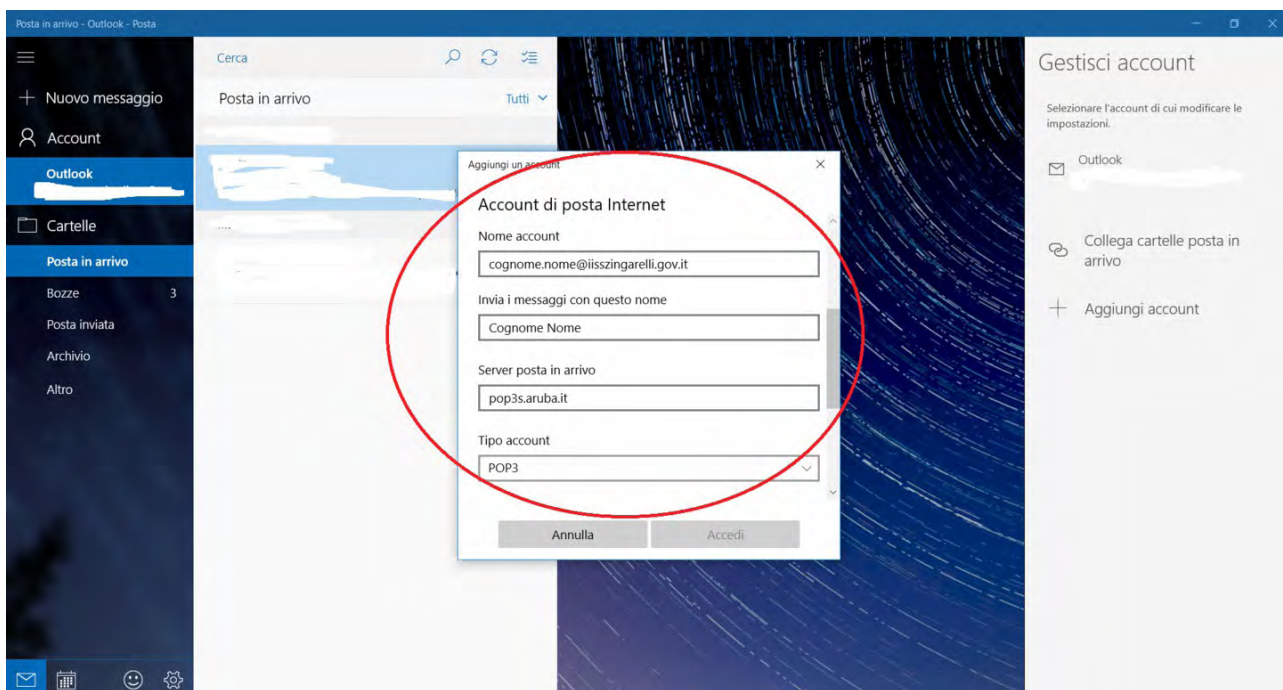 Posta in arrivo - Outlook - Posta
Nuovo messaggio
Account
Outlook
Cartelle
Posta in arrivo
Bozze 3
Posta inviata
Archivio
Altro
Cerca
Posta in arrivo Tutti
Aggiungi un account
Account di posta Internet
Nome account
cognome.nome@iisszingarelli.gov.it
Invia i messaggi con questo nome
Cognome Nome
Server posta in arrivo
pop3s.aruba.it
Tipo account
POP3
Annulla Accedi
Gestisci account
Selezionare l'account di cui modificare le
impostazioni.
Outlook
Collega cartelle posta in
arrivo
Aggiungi account